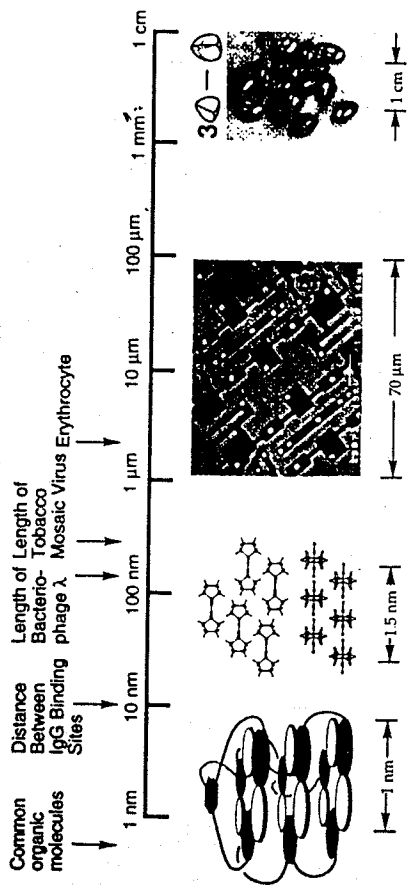 Common
organic
molecules
Distance
Between
IgG Binding
Sites
Length of
Bacterio-
phage λ
Length of
Tobacco
Mosaic Virus
Erythrocyte
1 nm
10 nm
100 nm
1 μm
10 μm
100 μm
1 mm
1 cm
3
1 nm
1.5 nm
70 μm
1 cm